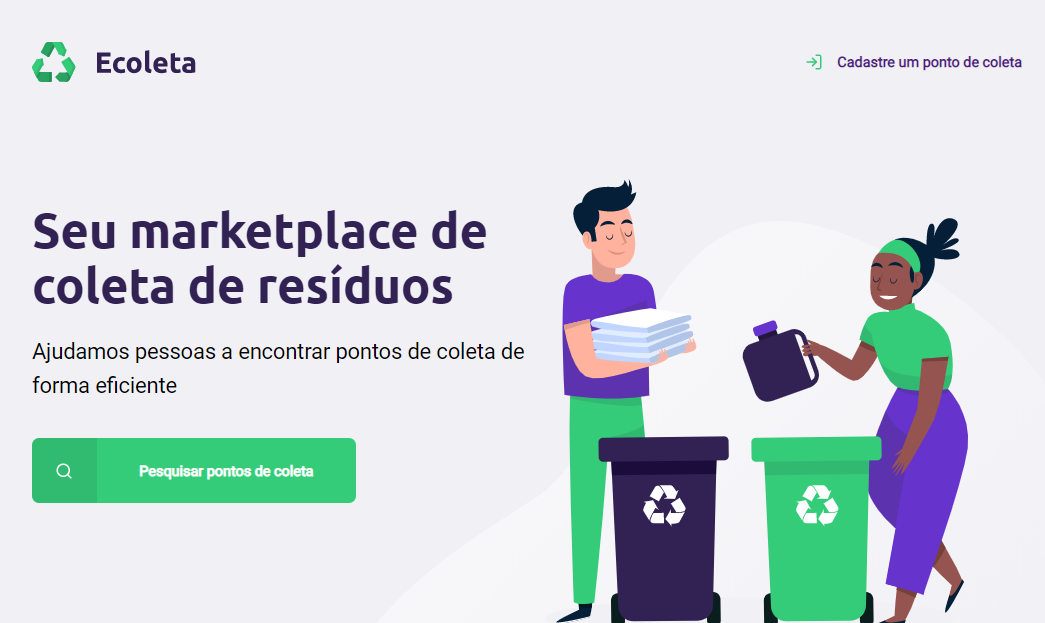 Ecoleta
Cadastre um ponto de coleta
Seu marketplace de
coleta de resíduos
Ajudamos pessoas a encontrar pontos de coleta de
forma eficiente
Pesquisar pontos de coleta